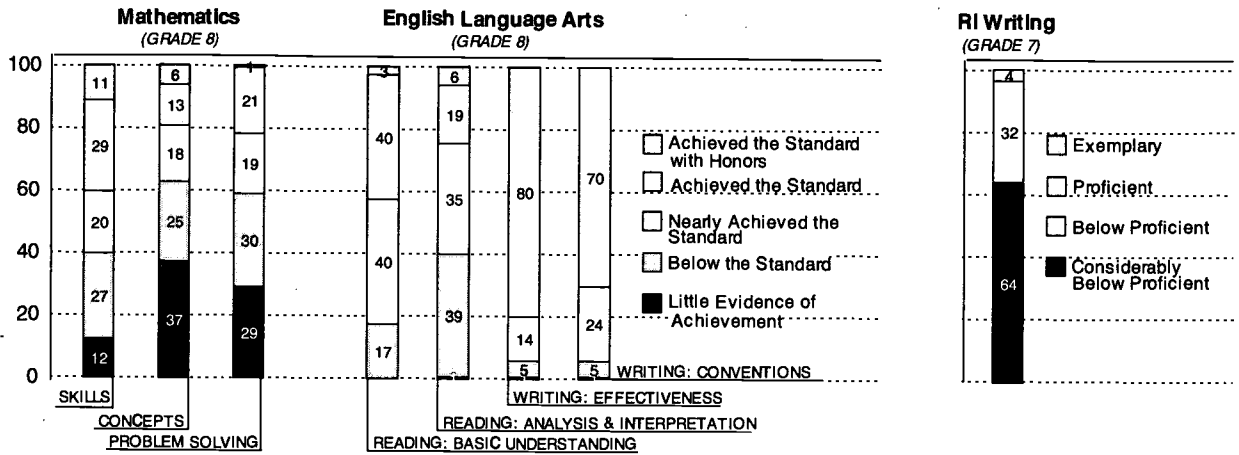 Mathematics
(GRADE 8)
English Language Arts
(GRADE 8)
RI Writing
(GRADE 7)
100
80
60
40
20
0
11
29
20
27
12
6
13
18
25
37
1
21
19
30
29
3
40
40
17
6
19
35
39
80
14
5
70
24
5
Achieved the Standard
with Honors
Achieved the Standard
Nearly Achieved the
Standard
Below the Standard
Little Evidence of
Achievement
4
32
64
Exemplary
Proficient
Below Proficient
Considerably
Below Proficient
SKILLS
CONCEPTS
PROBLEM SOLVING
WRITING: CONVENTIONS
WRITING: EFFECTIVENESS
READING: ANALYSIS & INTERPRETATION
READING: BASIC UNDERSTANDING